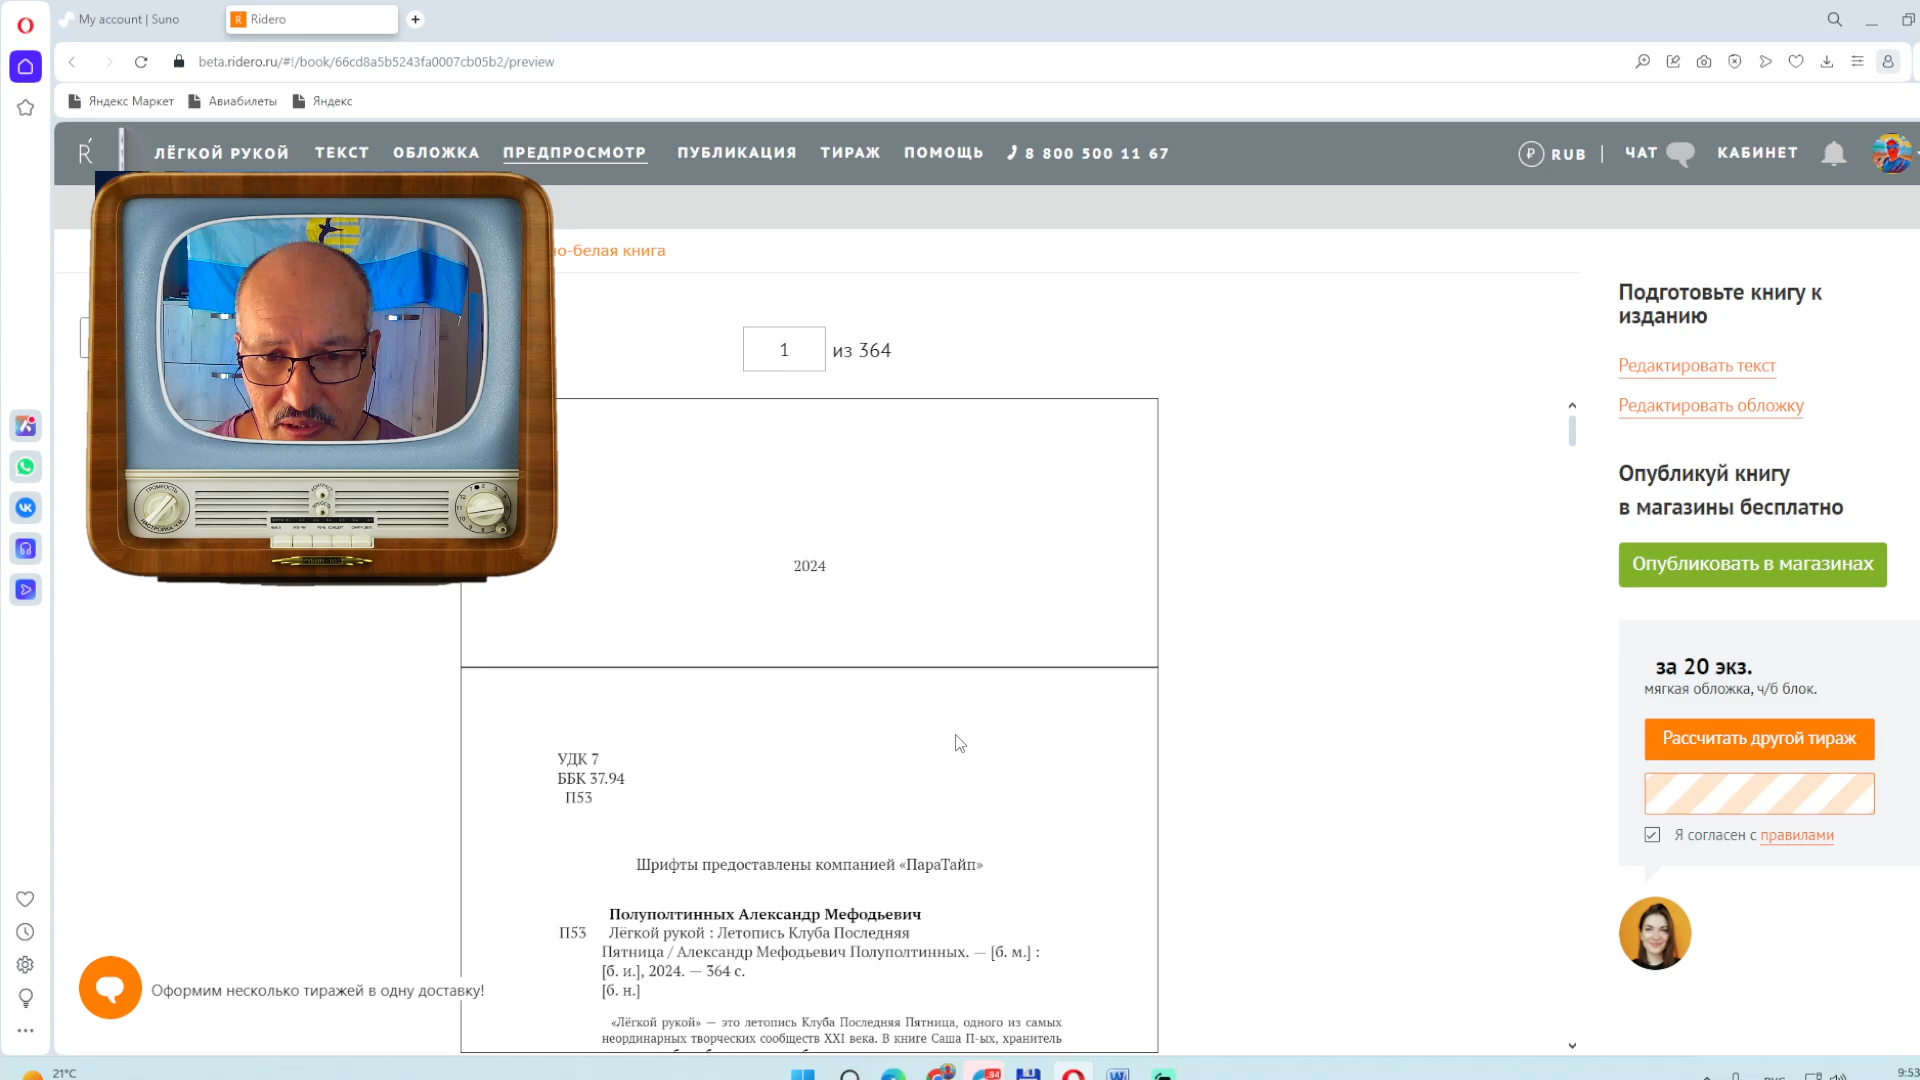 My account | Suno
Ridero
beta.ridero.ru/#!/book/66cd8a5b5243fa0007cb05b2/preview
Яндекс Маркет
Авиабилеты
Яндекс
ЛЁГКОЙ РУКОЙ
ТЕКСТ
ОБЛОЖКА
ПРЕДПРОСМОТР
ПУБЛИКАЦИЯ
ТИРАЖ
ПОМОЩЬ
8 800 500 11 67
RUB
ЧАТ
КАБИНЕТ
но-белая книга
1 из 364
2024
УДК 7
ББК 37.94
П53
Шрифты предоставлены компанией «ПараТайп»
Полуполтинных Александр Мефодьевич
П53 Лёгкой рукой : Летопись Клуба Последняя
Пятница / Александр Мефодьевич Полуполтинных. — [б. м.] :
[б. и.], 2024. — 364 с.
[б. н.]
«Лёгкой рукой» — это летопись Клуба Последняя Пятница, одного из самых
неординарных творческих сообществ XXI века. В книге Саша П-ых, хранитель
Подготовьте книгу к
изданию
Редактировать текст
Редактировать обложку
Опубликуй книгу
в магазины бесплатно
Опубликовать в магазинах
за 20 экз.
мягкая обложка, ч/б блок.
Рассчитать другой тираж
Я согласен с правилами
Оформим несколько тиражей в одну доставку!
21°C
94
9:53